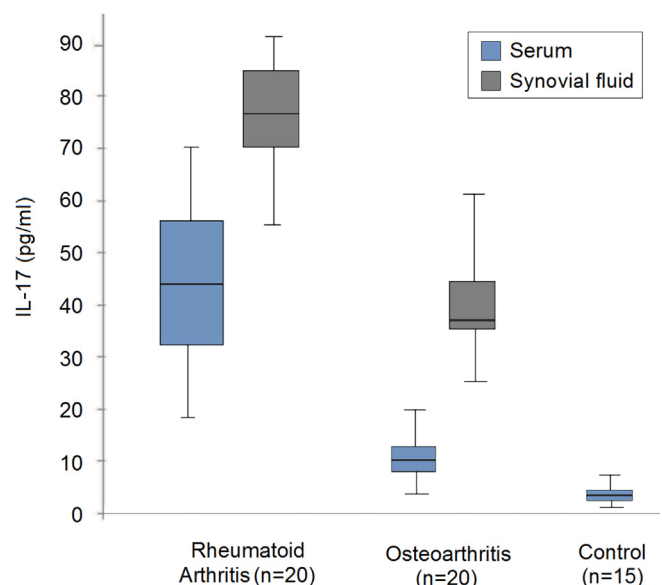 90
80
70
60
50
40
30
20
10
0
IL-17 (pg/ml)
Serum
Synovial fluid
Rheumatoid
Arthritis (n=20)
Osteoarthritis
(n=20)
Control
(n=15)